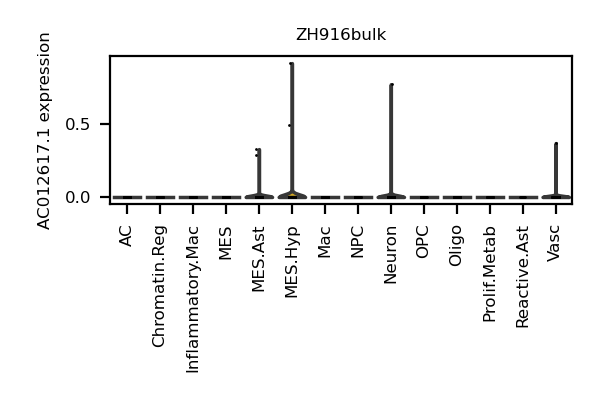 ZH916bulk
AC012617.1 expression
0.5
0.0
AC
Chromatin.Reg
Inflammatory.Mac
MES
MES.Ast
MES.Hyp
Mac
NPC
Neuron
OPC
Oligo
Prolif.Metab
Reactive.Ast
Vasc